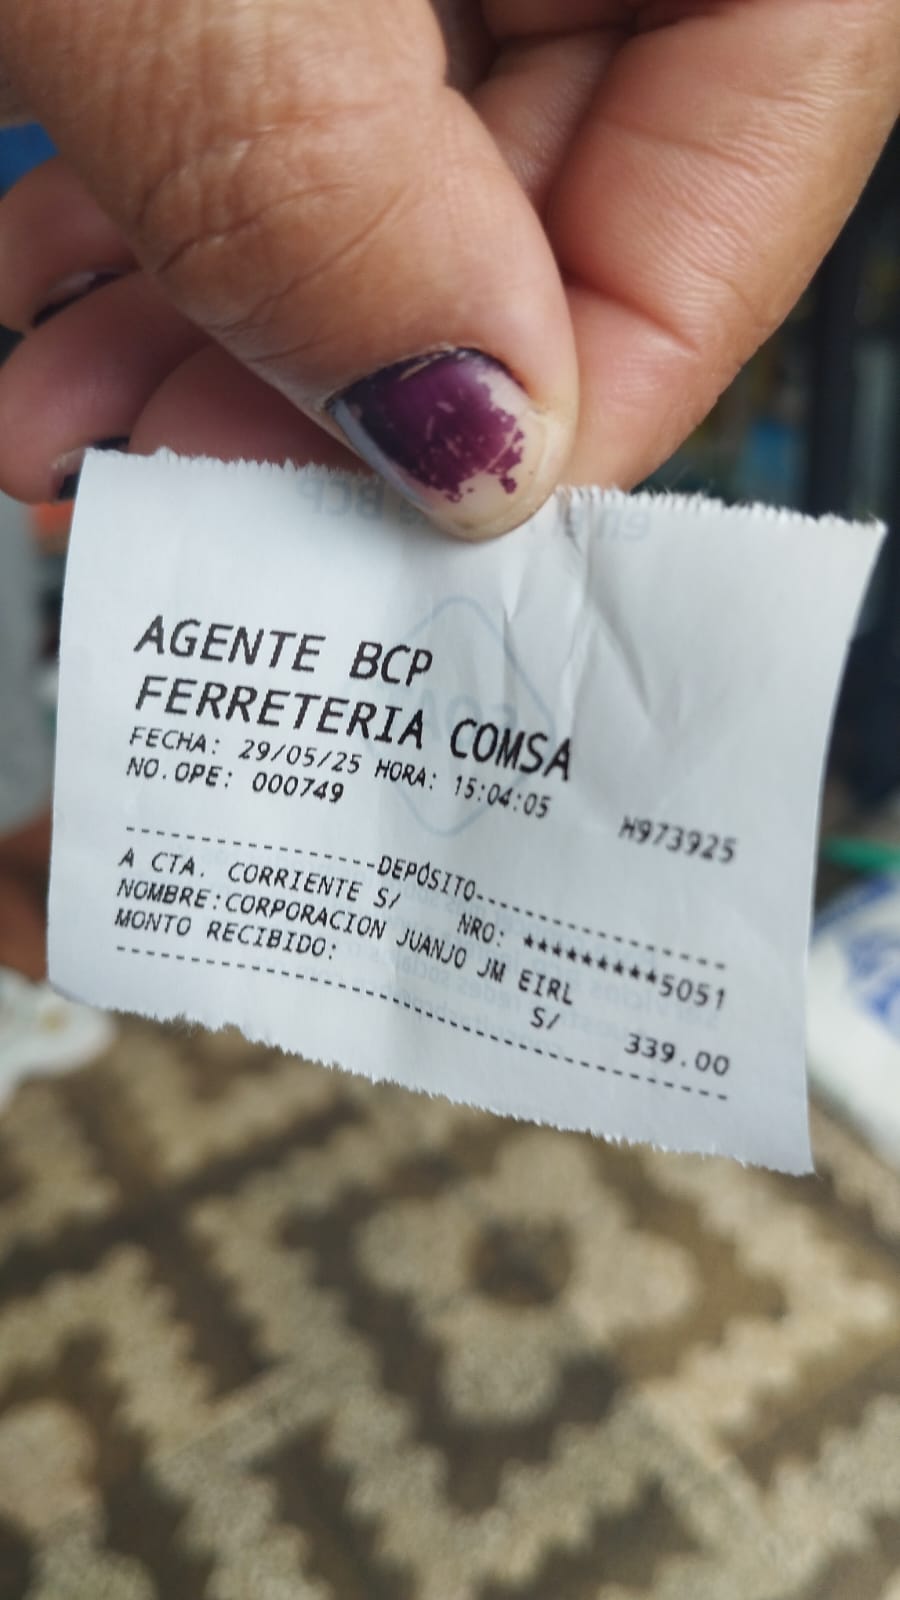 AGENTE BCP
FERRETERIA COMSA
FECHA: 29/05/25 HORA: 15:04:05
NO.OPE: 000749 H973925
------------------DEPÓSITO------------------
A CTA. CORRIENTE S/ NRO: *********5051
NOMBRE:CORPORACION JUANJO JM EIRL
MONTO RECIBIDO: S/ 339.00